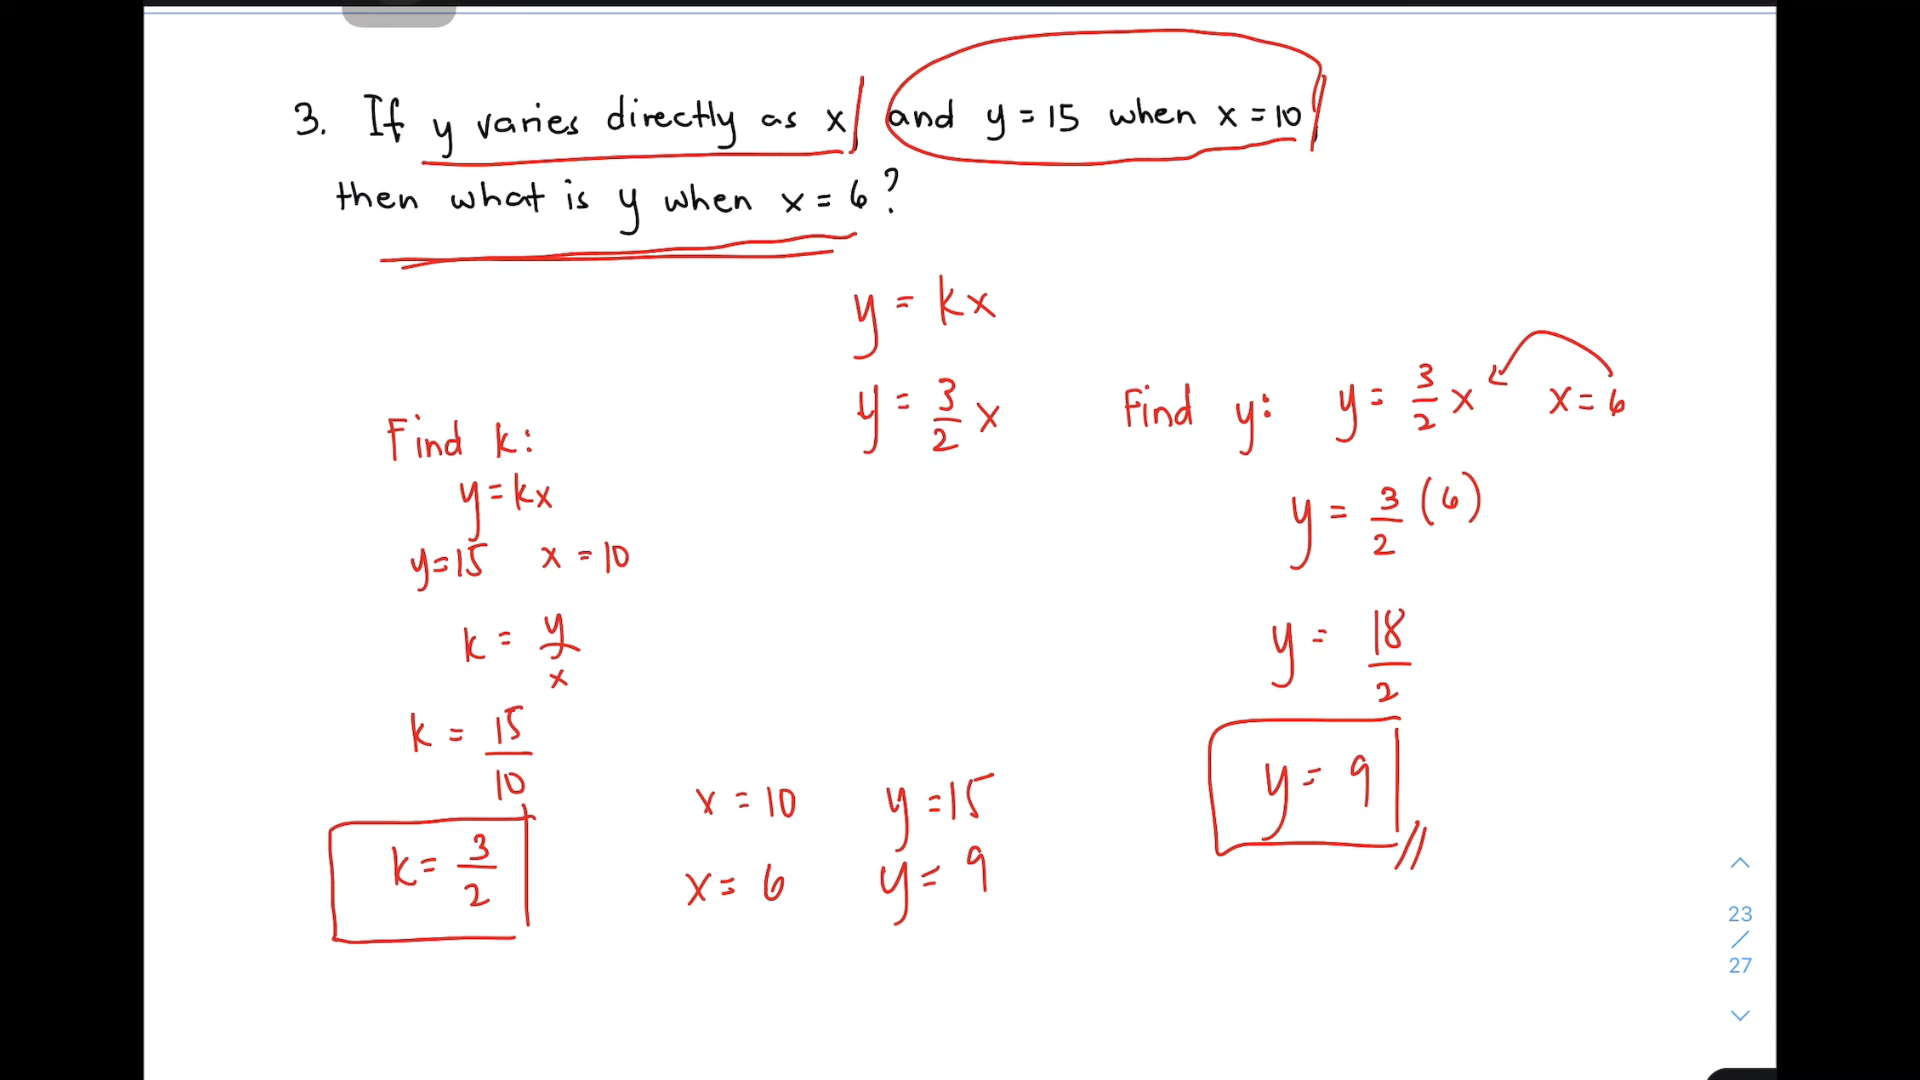 3. If y varies directly as x and y = 15 when x = 10
then what is y when x = 6?
y = kx
y = 3/2 x
Find k:
y = kx
y = 15 x = 10
k = y/x
k = 15/10
k = 3/2
x = 10 y = 15
x = 6 y = 9
Find y: y = 3/2 x x = 6
y = 3/2 (6)
y = 18/2
y = 9
23
/
27